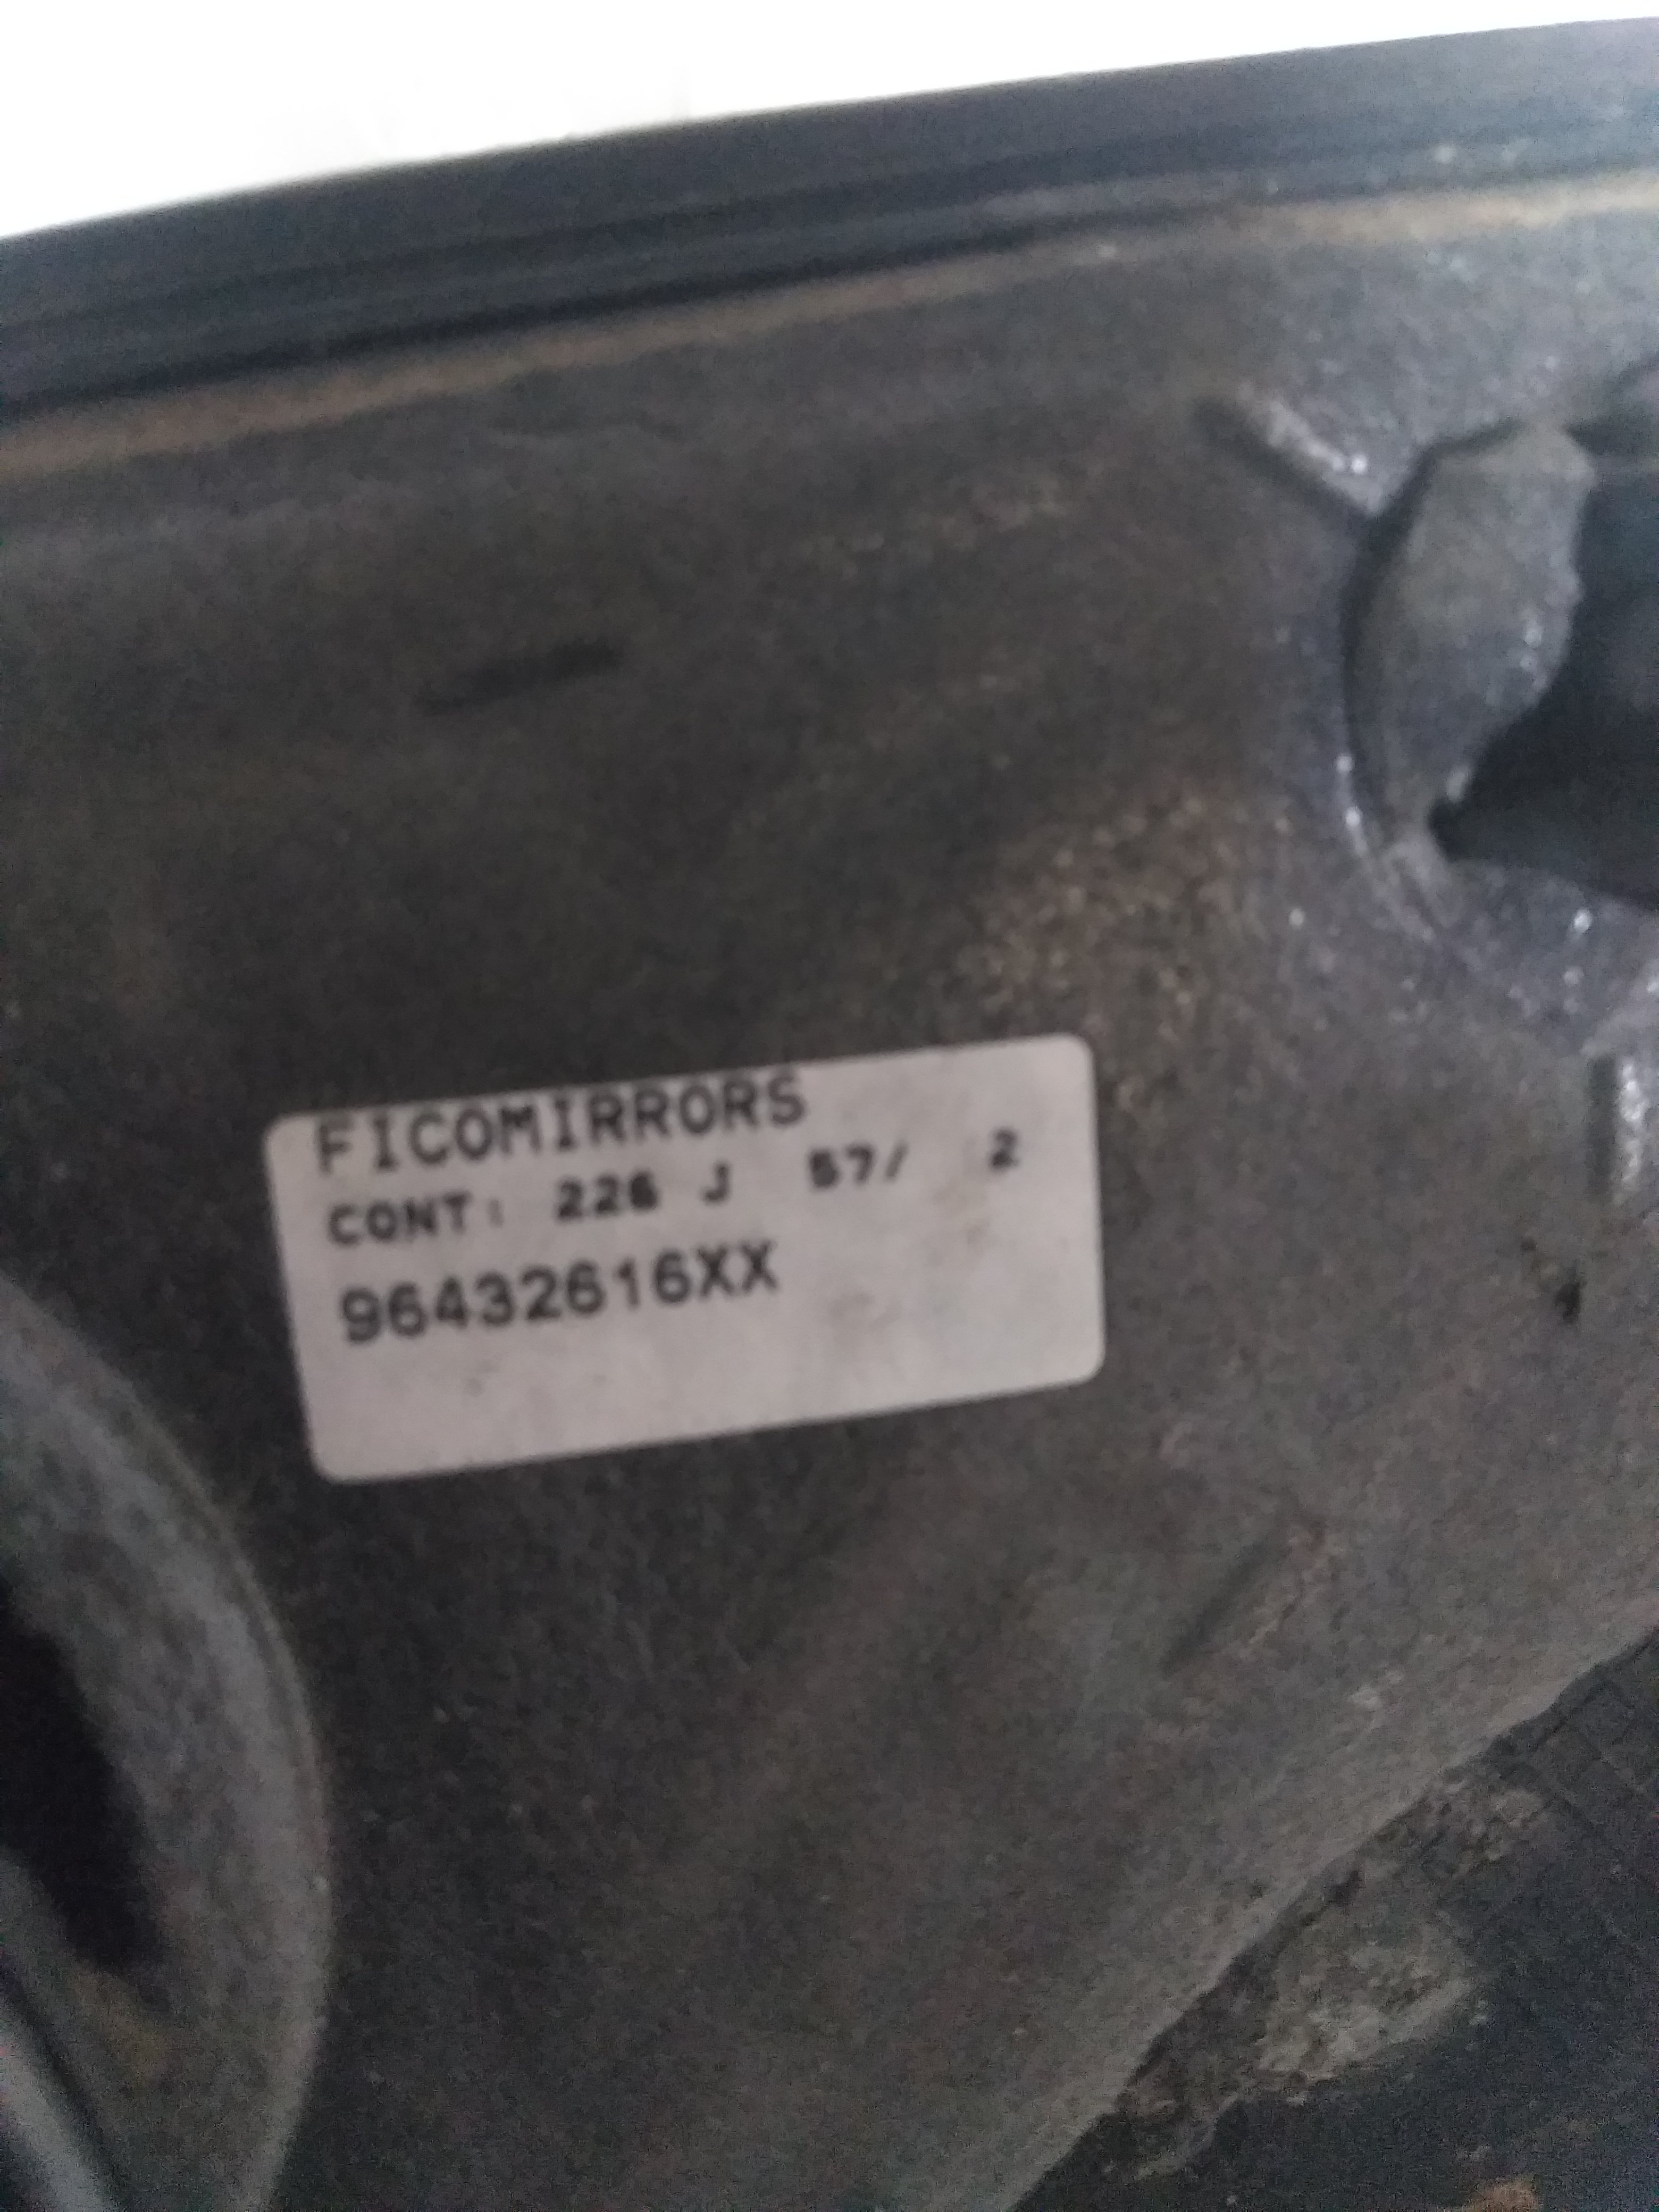 FICOMIRRORS
CONT: 226 J 57/ 2
96432616XX